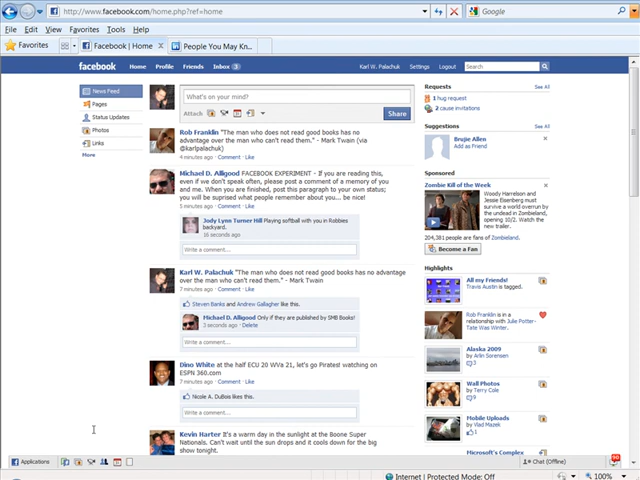 http://www.facebook.com/home.php?ref=home
Google
File Edit View Favorites Tools Help
Favorites
Facebook | Home
People You May Kn...
facebook Home Profile Friends Inbox 3 Karl W. Palachuk Settings Logout Search
News Feed
Pages
Status Updates
Photos
Links
More
What's on your mind?
Attach
Share
Rob Franklin "The man who does not read good books has no
advantage over the man who can't read them." - Mark Twain (via
@karlpalachuk)
4 minutes ago · Comment · Like
Michael D. Alligood FACEBOOK EXPERIMENT - If you are reading this,
even if we don't speak often, please post a comment of a memory of you
and me. When you are finished, post this paragraph to your own status;
you will be suprised what people remember about you... be nice!
5 minutes ago · Comment · Like
Jody Lynn Turner Hill Playing softball with you in Robbies
backyard.
16 seconds ago
Write a comment...
Karl W. Palachuk "The man who does not read good books has no advantage
over the man who can't read them." - Mark Twain
7 minutes ago · Comment · Like
Steven Banks and Andrew Gallagher like this.
Michael D. Alligood Only if they are published by SMB Books!
3 seconds ago · Delete
Write a comment...
Dino White at the half ECU 20 WVa 21, let's go Pirates! watching on
ESPN 360.com
7 minutes ago · Comment · Like
Nicole A. DuBois likes this.
Write a comment...
Kevin Harter It's a warm day in the sunlight at the Boone Super
Nationals. Can't wait until the sun drops and it cools down for the big
show tonight.
Requests See All
1 hug request
2 cause invitations
Suggestions See All
Brujie Allen
Add as Friend
Sponsored
Zombie Kill of the Week
Woody Harrelson and
Jesse Eisenberg must
survive a world overrun by
the undead in Zombieland,
opening 10/2. Watch the
new trailer.
204,381 people are fans of Zombieland.
Become a Fan
Highlights
All my Friends!
Travis Austin is tagged.
Rob Franklin is in a
relationship with Julie Potter-
Tate Was Winter.
Alaska 2009
by Arlin Sorensen
3
Wall Photos
by Terry Cole
9
Mobile Uploads
by Vlad Mazek
1
Microsoft's Complex
Applications
Chat (Offline)
Internet | Protected Mode: Off
100%